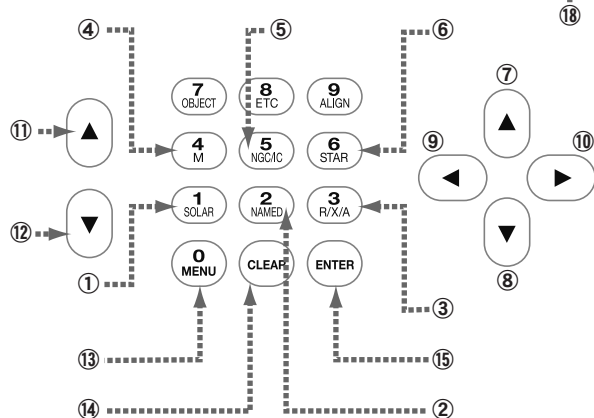 ⑱
④ ⑤ ⑥
⑦
7 8 9
OBJECT ETC ALIGN
⑪ ▲ ▲
4 5 6
M NGC/IC STAR
⑨ ⑩
◀ ▶
1 2 3
SOLAR NAMED R/X/A
⑫ ▼ ▼
0
MENU CLEAR ENTER
① ⑧
③
⑬ ⑮
⑭ ②